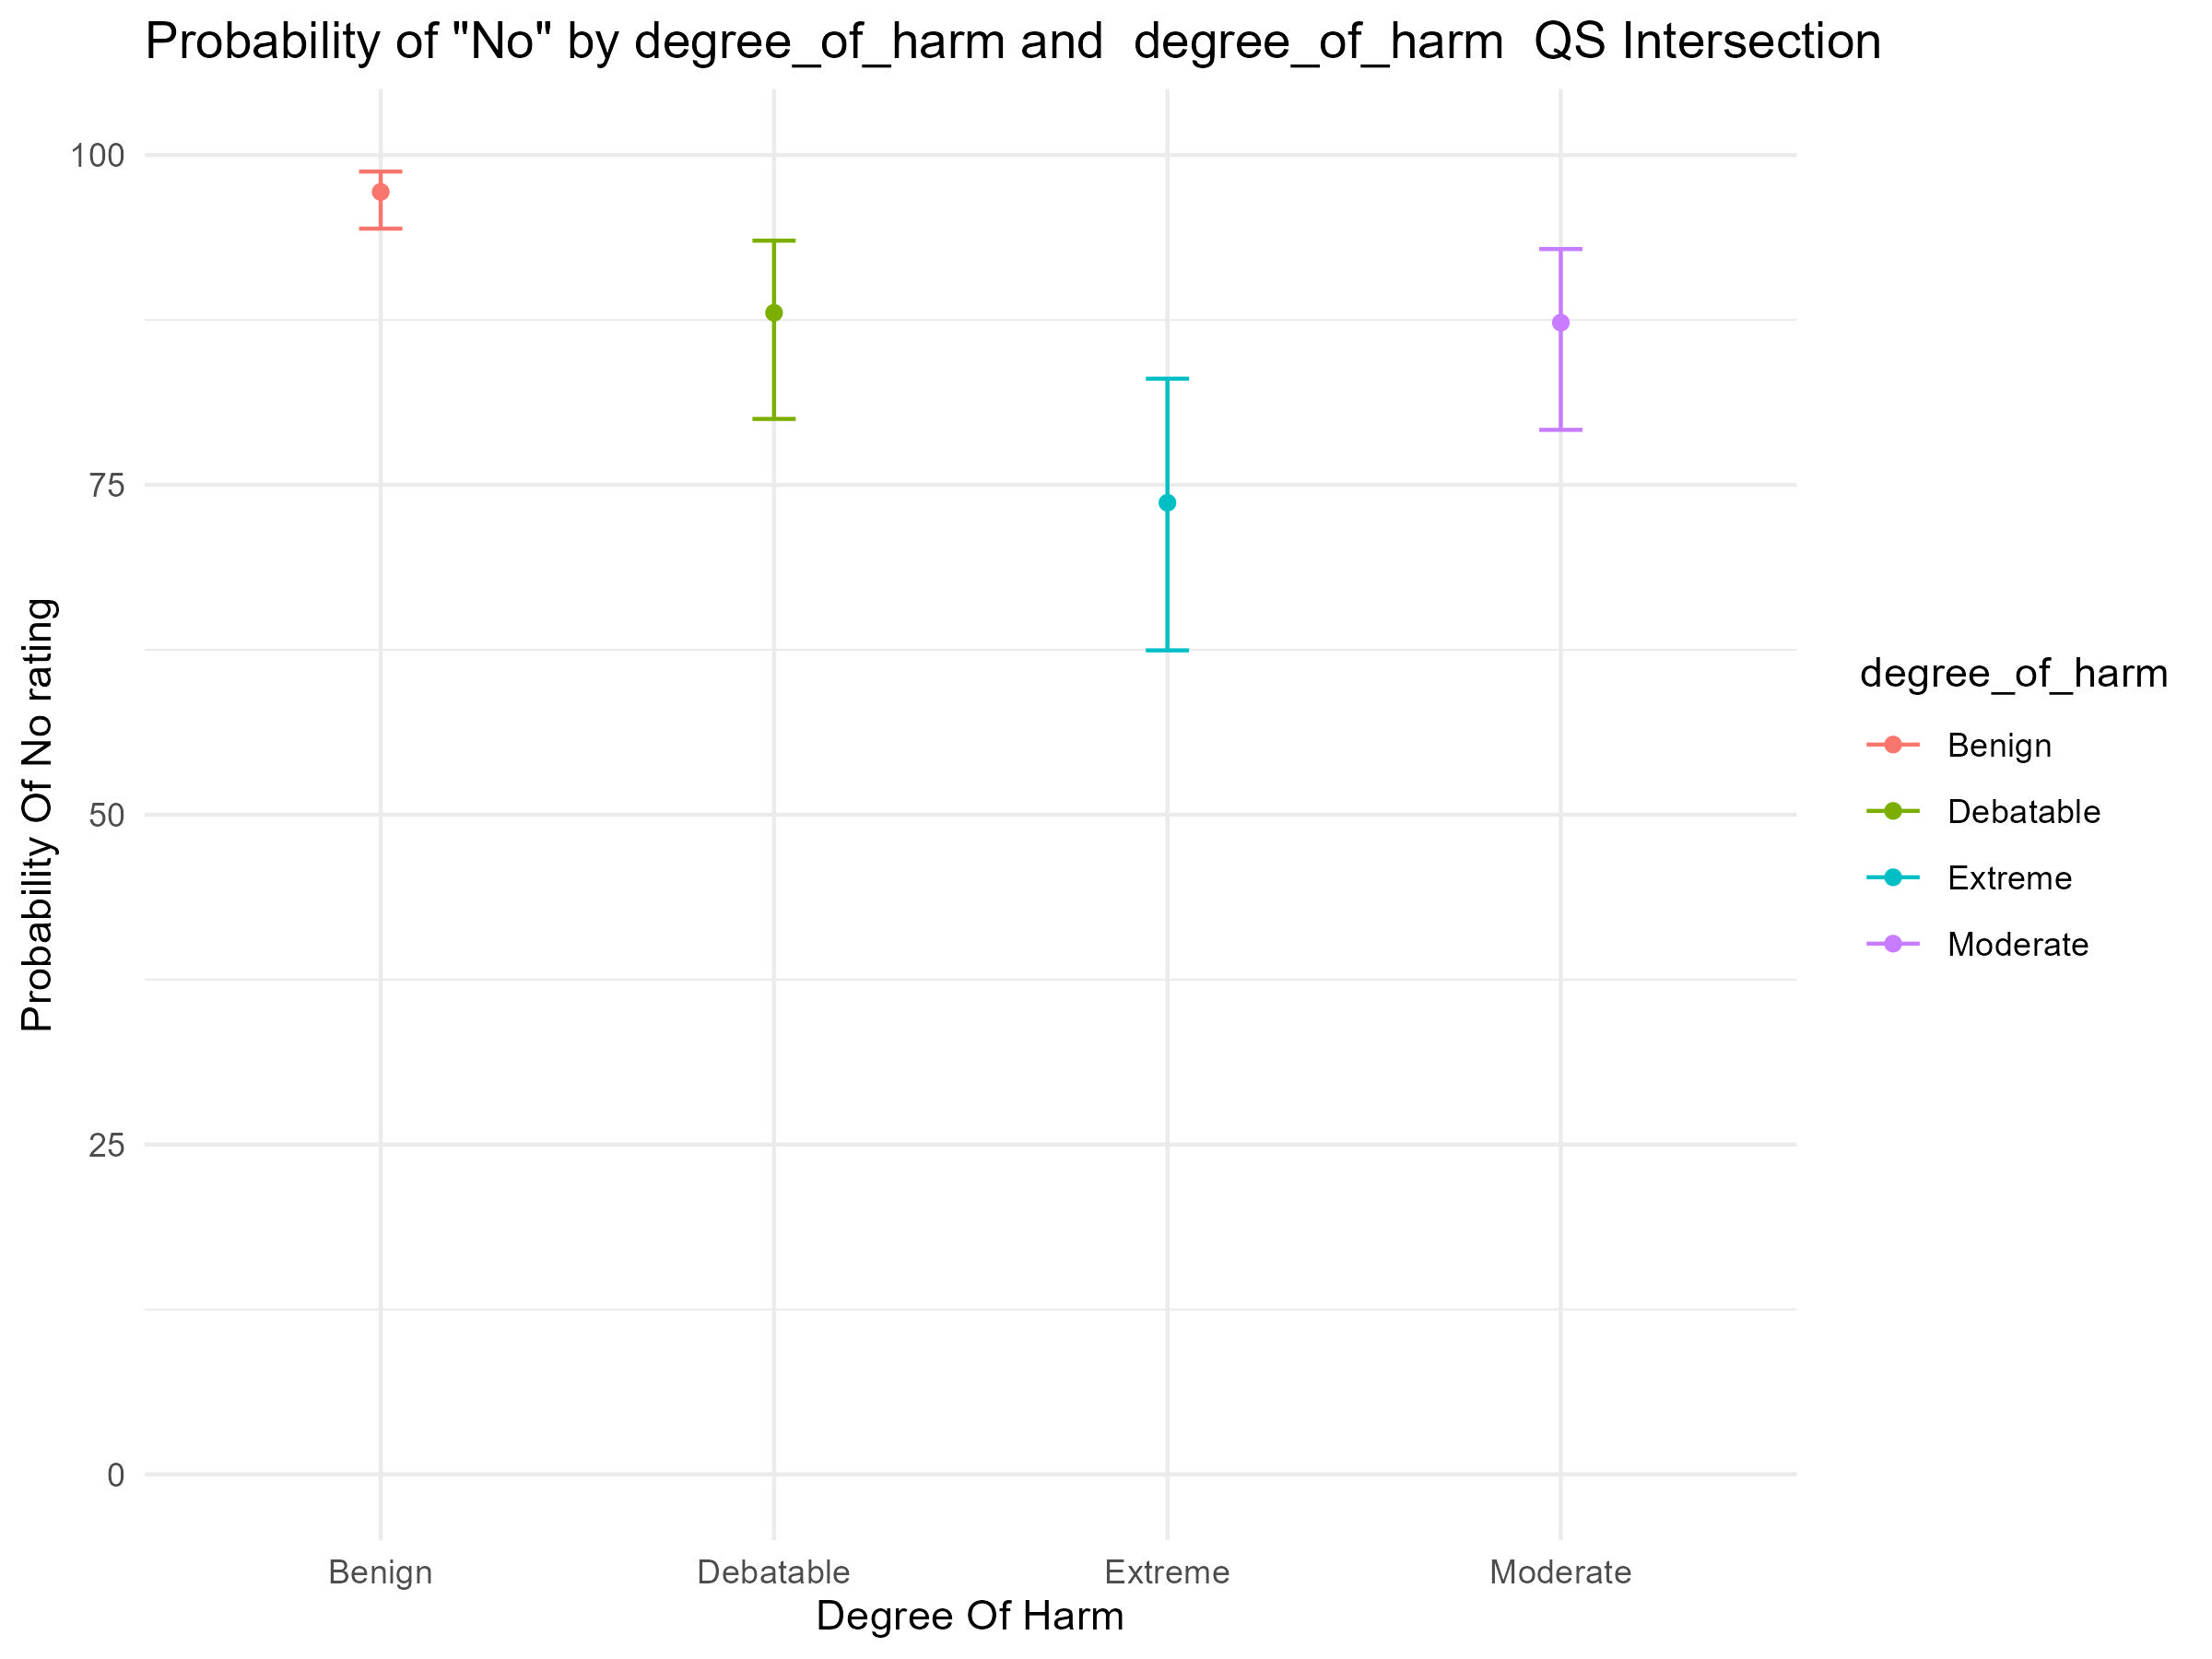 Probability of "No" by degree_of_harm and  degree_of_harm  QS Intersection
100
75
50
25
0
Probability Of No rating
Benign
Debatable
Extreme
Moderate
Degree Of Harm
degree_of_harm
Benign
Debatable
Extreme
Moderate